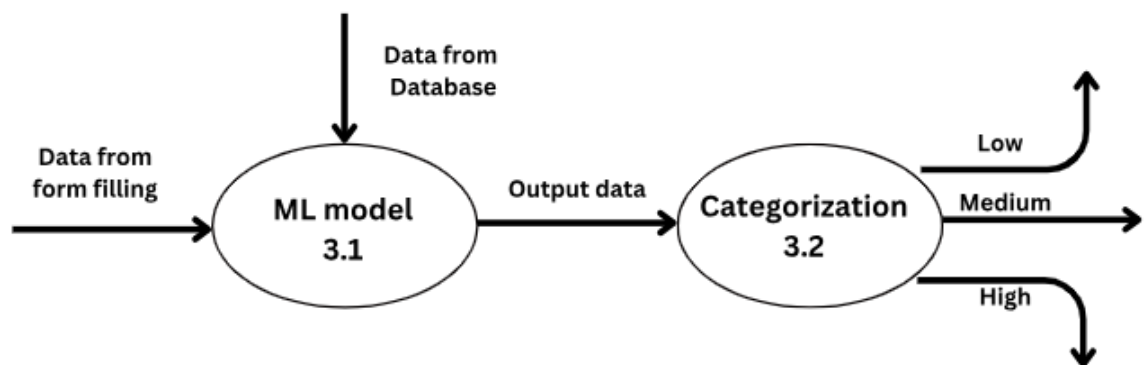 Data from
Database
Data from
form filling
ML model
3.1
Output data
Categorization
3.2
Low
Medium
High